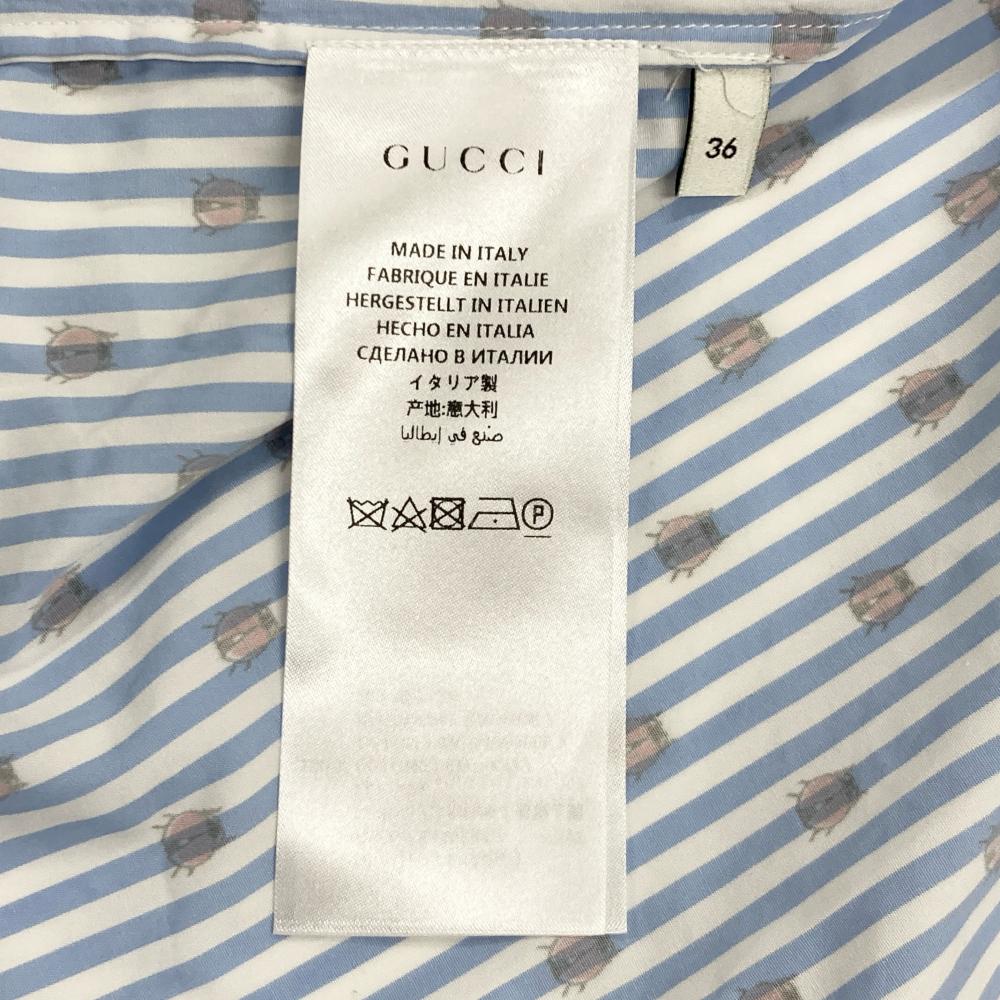 GUCCI
MADE IN ITALY
FABRIQUE EN ITALIE
HERGESTELLT IN ITALIEN
HECHO EN ITALIA
СДЕЛАНО В ИТАЛИИ
イタリア製
产地:意大利
صنع في إيطاليا
P
36